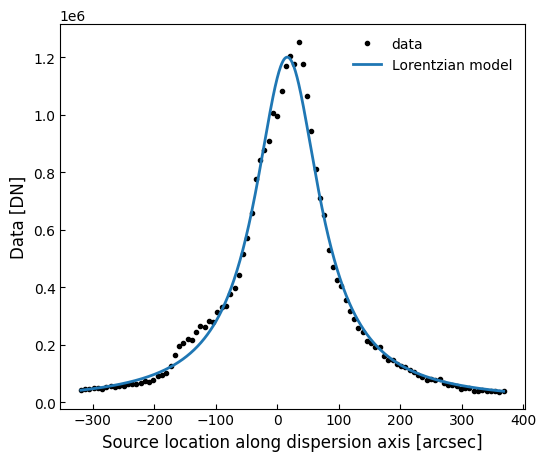 1e6
data
Lorentzian model
1.2
1.0
0.8
0.6
0.4
0.2
0.0
Data [DN]
−300 −200 −100 0 100 200 300 400
Source location along dispersion axis [arcsec]